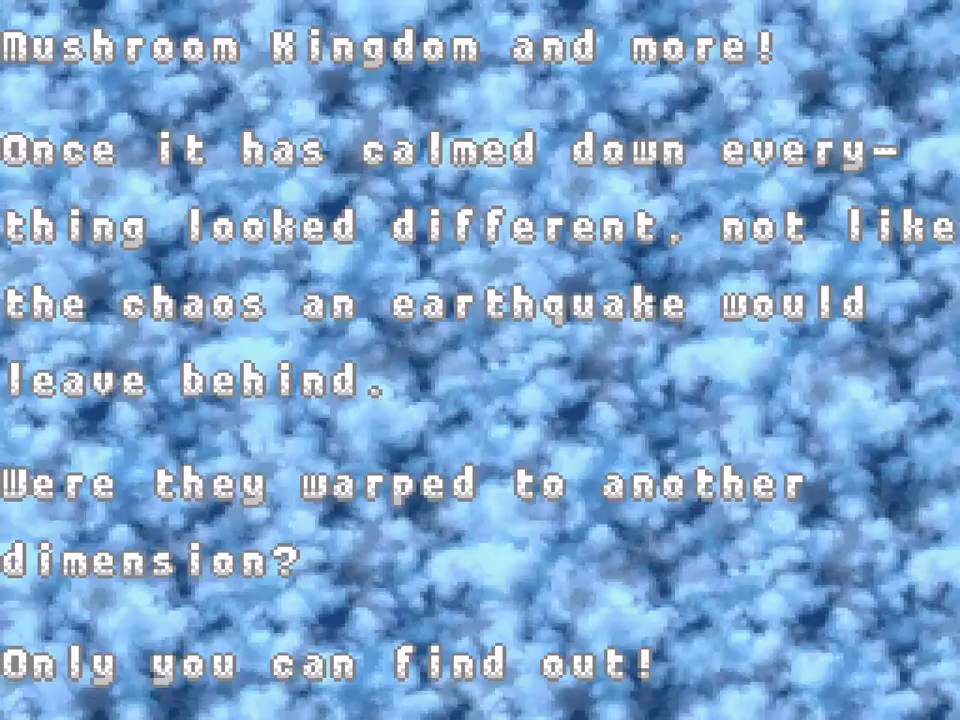 Mushroom Kingdom and more!
Once it has calmed down every-
thing looked different, not like
the chaos an earthquake would
leave behind.
Were they warped to another
dimension?
Only you can find out!